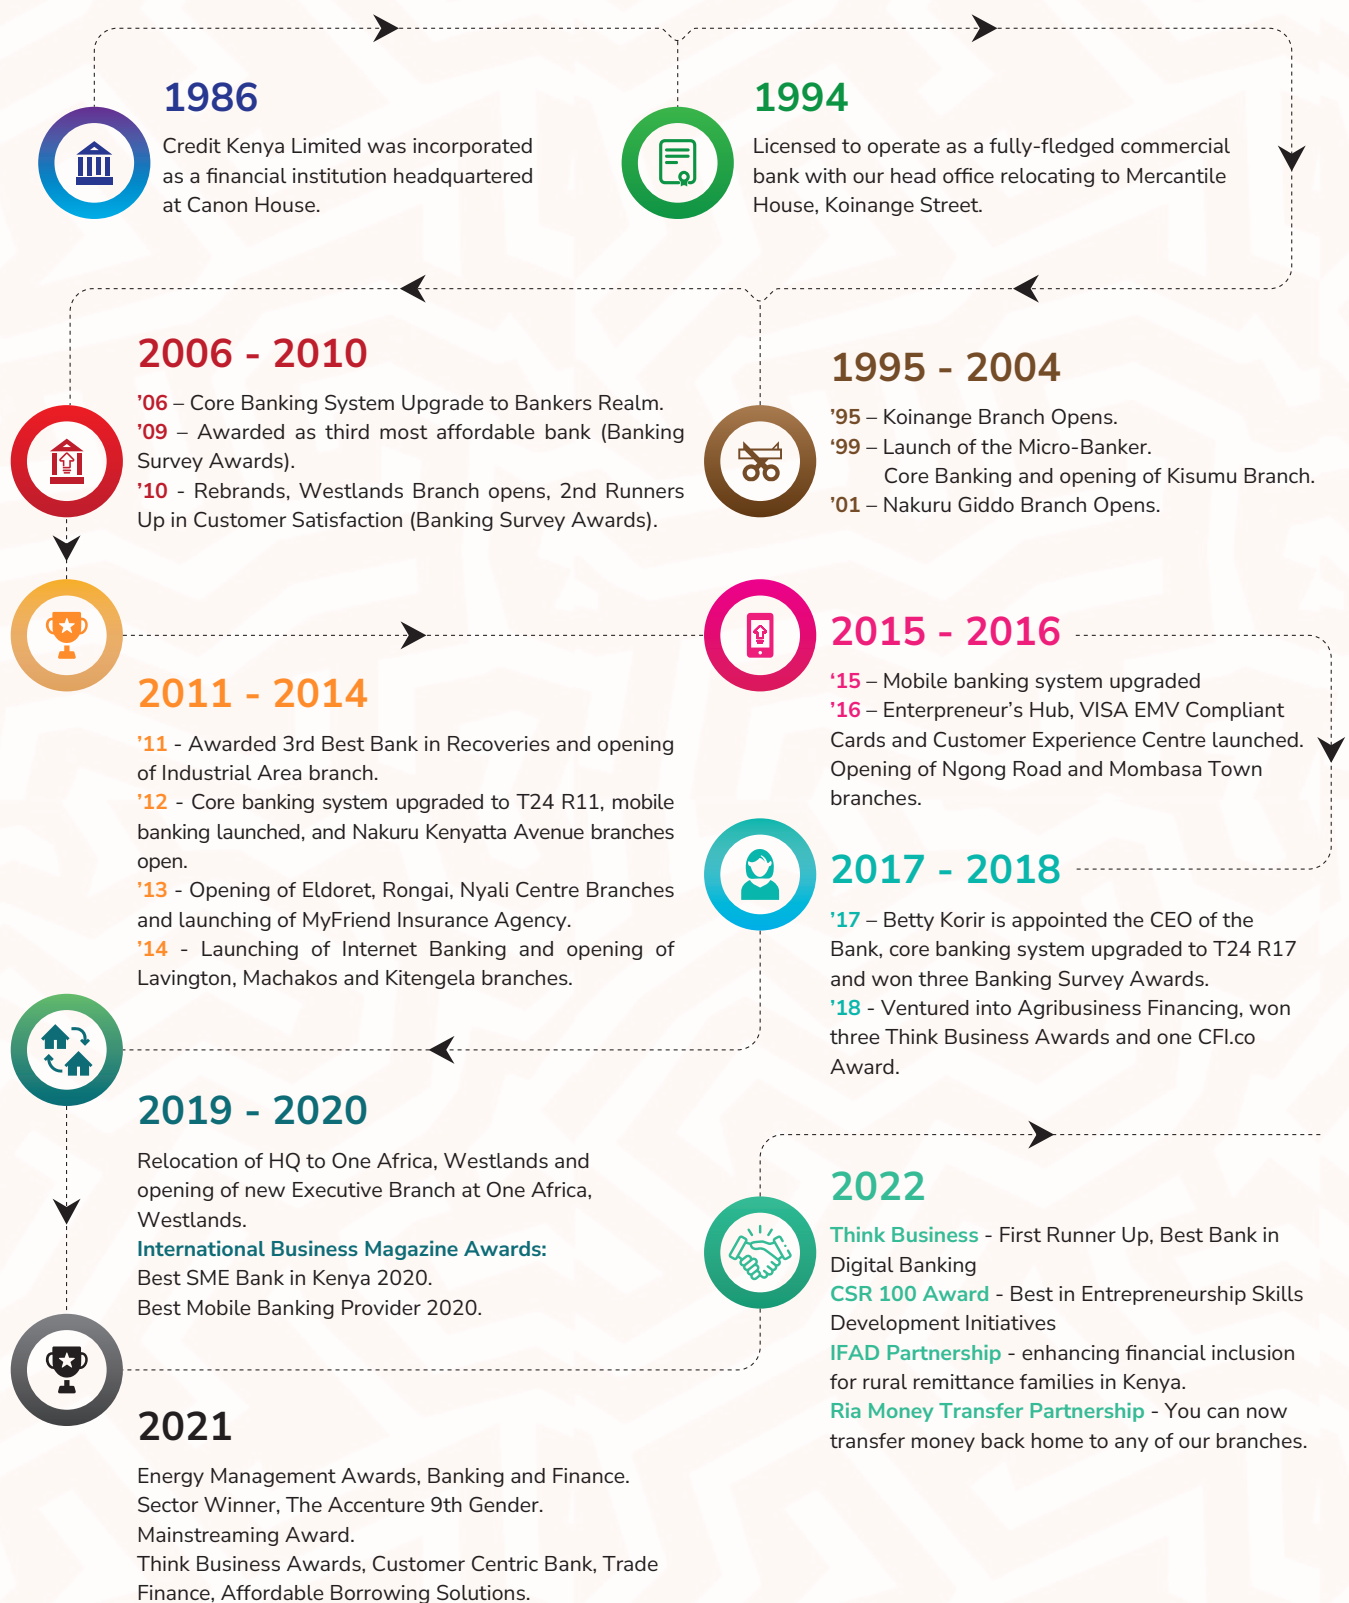 1986
Credit Kenya Limited was incorporated
as a financial institution headquartered
at Canon House.
1994
Licensed to operate as a fully-fledged commercial
bank with our head office relocating to Mercantile
House, Koinange Street.
1995 - 2004
’95 – Koinange Branch Opens.
‘99 – Launch of the Micro-Banker.
Core Banking and opening of Kisumu Branch.
’01 – Nakuru Giddo Branch Opens.
2006 - 2010
’06 – Core Banking System Upgrade to Bankers Realm.
’09 – Awarded as third most affordable bank (Banking
Survey Awards).
’10 - Rebrands, Westlands Branch opens, 2nd Runners
Up in Customer Satisfaction (Banking Survey Awards).
2011 - 2014
’11 - Awarded 3rd Best Bank in Recoveries and opening
of Industrial Area branch.
’12 - Core banking system upgraded to T24 R11, mobile
banking launched, and Nakuru Kenyatta Avenue branches
open.
’13 - Opening of Eldoret, Rongai, Nyali Centre Branches
and launching of MyFriend Insurance Agency.
’14 - Launching of Internet Banking and opening of
Lavington, Machakos and Kitengela branches.
2015 - 2016
‘15 – Mobile banking system upgraded
’16 – Enterpreneur’s Hub, VISA EMV Compliant
Cards and Customer Experience Centre launched.
Opening of Ngong Road and Mombasa Town
branches.
2017 - 2018
’17 – Betty Korir is appointed the CEO of the
Bank, core banking system upgraded to T24 R17
and won three Banking Survey Awards.
’18 - Ventured into Agribusiness Financing, won
three Think Business Awards and one CFI.co
Award.
2019 - 2020
Relocation of HQ to One Africa, Westlands and
opening of new Executive Branch at One Africa,
Westlands.
International Business Magazine Awards:
Best SME Bank in Kenya 2020.
Best Mobile Banking Provider 2020.
2021
Energy Management Awards, Banking and Finance.
Sector Winner, The Accenture 9th Gender.
Mainstreaming Award.
Think Business Awards, Customer Centric Bank, Trade
Finance, Affordable Borrowing Solutions.
2022
Think Business - First Runner Up, Best Bank in
Digital Banking
CSR 100 Award - Best in Entrepreneurship Skills
Development Initiatives
IFAD Partnership - enhancing financial inclusion
for rural remittance families in Kenya.
Ria Money Transfer Partnership - You can now
transfer money back home to any of our branches.